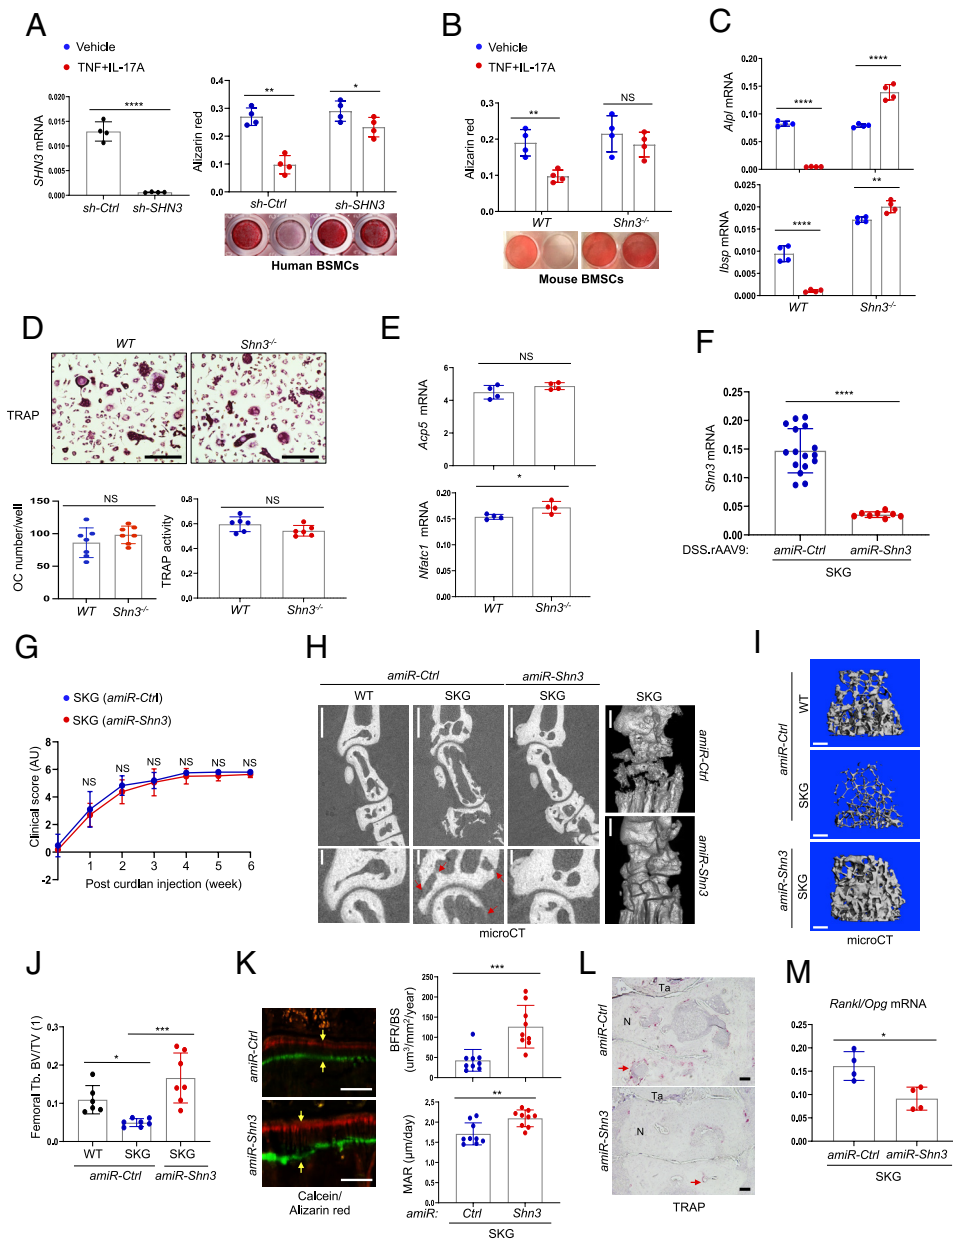 A
Vehicle
TNF+IL-17A
SHN3 mRNA
0.020
0.015
0.010
0.005
0.000
****
sh-Ctrl sh-SHN3
Alizarin red
0.4
0.3
0.2
0.1
0.0
** *
sh-Ctrl sh-SHN3
Human BSMCs
B
Vehicle
TNF+IL-17A
Alizarin red
0.3
0.2
0.1
0.0
** NS
WT Shn3-/-
Mouse BMSCs
C
Alpl mRNA
0.20
0.15
0.10
0.05
0.00
**** ****
Ibsp mRNA
0.025
0.020
0.015
0.010
0.005
0.000
**** **
WT Shn3-/-
D
WT Shn3-/-
TRAP
OC number/well
150
100
50
0
NS
WT Shn3-/-
TRAP activity
0.8
0.6
0.4
0.2
0.0
NS
WT Shn3-/-
E
Acp5 mRNA
6
4
2
0
NS
Nfatc1 mRNA
0.20
0.15
0.10
0.05
0.00
*
WT Shn3-/-
F
Shn3 mRNA
0.25
0.20
0.15
0.10
0.05
0.00
****
DSS.rAAV9: amiR-Ctrl amiR-Shn3
SKG
G
SKG (amiR-Ctrl)
SKG (amiR-Shn3)
Clinical score (AU)
10
8
6
4
2
0
-2
NS NS NS NS NS NS
1 2 3 4 5 6
Post curdlan injection (week)
H
amiR-Ctrl amiR-Shn3
WT SKG SKG SKG
amiR-Ctrl
amiR-Shn3
microCT
I
amiR-Ctrl
WT
SKG
amiR-Shn3
SKG
microCT
J
Femoral Tb. BV/TV (1)
0.3
0.2
0.1
0.0
* ***
WT SKG SKG
amiR-Ctrl amiR-Shn3
K
amiR-Ctrl
amiR-Shn3
Calcein/
Alizarin red
BFR/BS
(um3/mm2/year)
250
200
150
100
50
0
***
MAR (µm/day)
3
2
1
0
**
amiR: Ctrl Shn3
SKG
L
amiR-Ctrl
Ta
N
amiR-Shn3
Ta
N
TRAP
M
Rankl/Opg mRNA
0.20
0.15
0.10
0.05
0.00
*
amiR-Ctrl amiR-Shn3
SKG